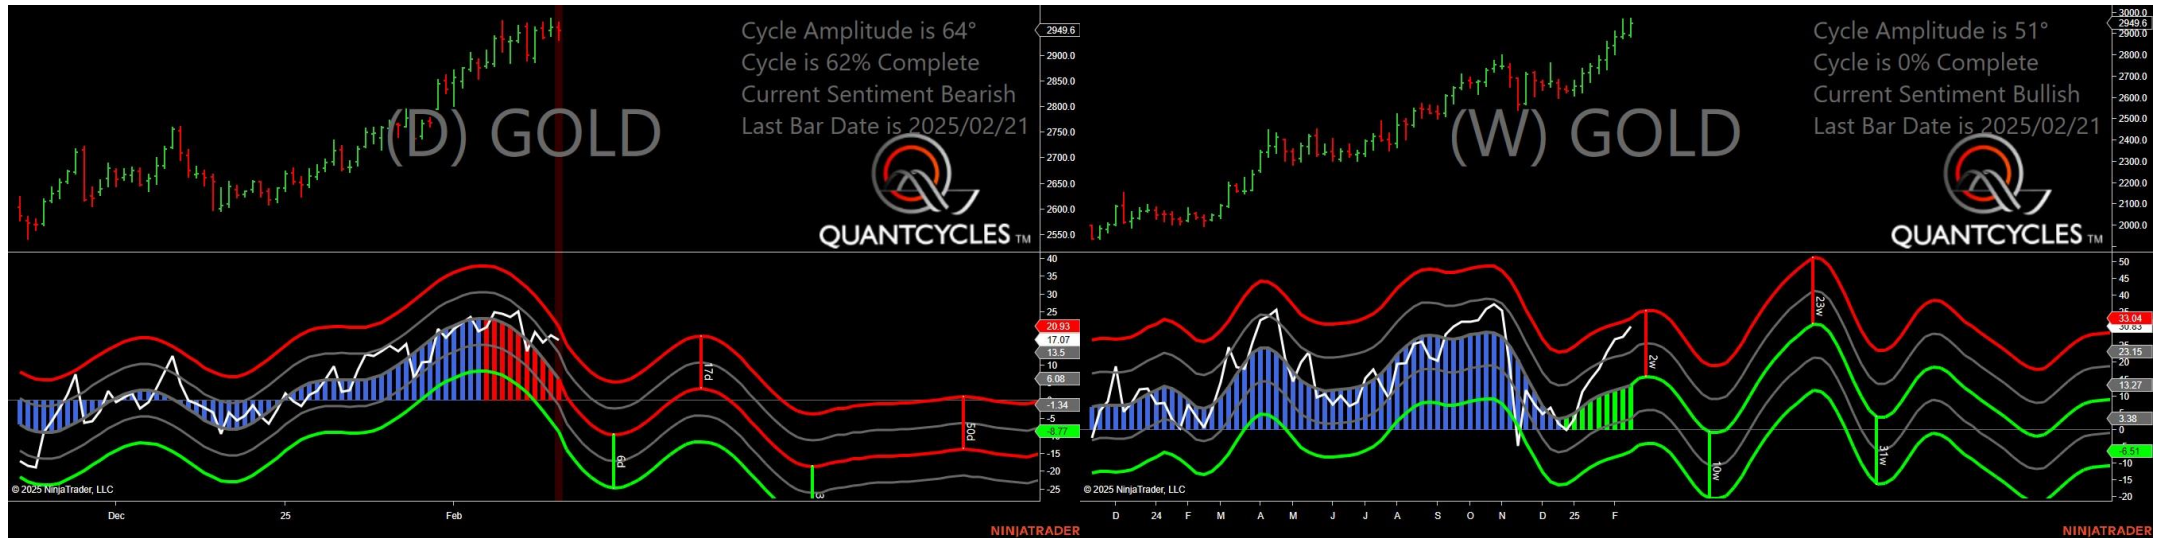 Cycle Amplitude is 64°
Cycle is 62% Complete
Current Sentiment Bearish
Last Bar Date is 2025/02/21
(D) GOLD
QUANTCYCLES TM
2949.6
2900.0
2850.0
2800.0
2750.0
2700.0
2650.0
2600.0
2550.0
40
35
30
25
20.93
17.07
13.5
10
6.08
-1.34
-5
-8.77
-15
-20
-25
17d
6d
50d
© 2025 NinjaTrader, LLC
Dec
25
Feb
NINJATRADER
Cycle Amplitude is 51°
Cycle is 0% Complete
Current Sentiment Bullish
Last Bar Date is 2025/02/21
(W) GOLD
QUANTCYCLES TM
3000.0
2949.6
2900.0
2800.0
2700.0
2600.0
2500.0
2400.0
2300.0
2200.0
2100.0
2000.0
50
45
40
33.04
30.83
23.15
20
13.27
3.38
0
-6.51
-10
-15
-20
2w
23w
10w
31w
© 2025 NinjaTrader, LLC
D 24 F M A M J J A S O N D 25 F
NINJATRADER